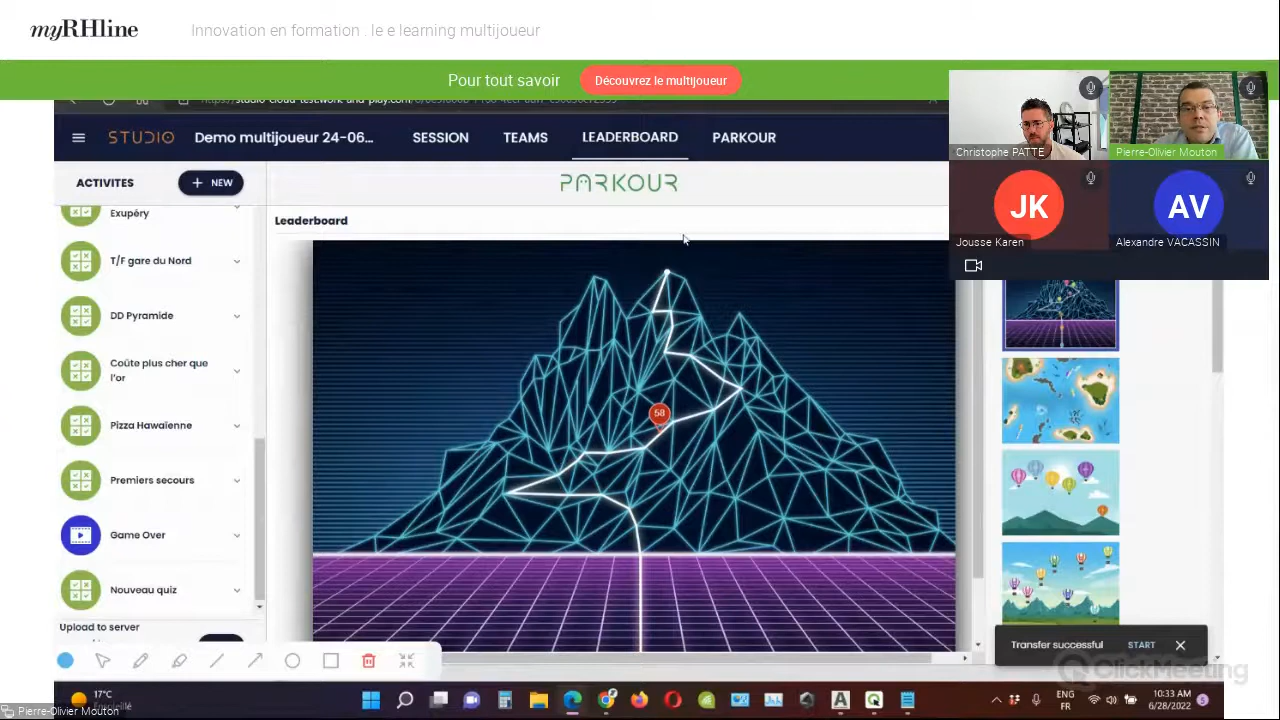 myRHline
Innovation en formation : le e learning multijoueur
Pour tout savoir
Découvrez le multijoueur
STUDIO
Demo multijoueur 24-06...
SESSION
TEAMS
LEADERBOARD
PARKOUR
Christophe PATTE
Pierre-Olivier Mouton
JK
AV
Jousse Karen
Alexandre VACASSIN
ACTIVITES
+ NEW
PARKOUR
Exupéry
Leaderboard
T/F gare du Nord
DD Pyramide
Coûte plus cher que
l'or
58
Pizza Hawaïenne
Premiers secours
Game Over
Nouveau quiz
Upload to server
Transfer successful
START
ClickMeeting
17°C
Ensoleillé
ENG
FR
10:33 AM
6/28/2022
5
Pierre-Olivier Mouton